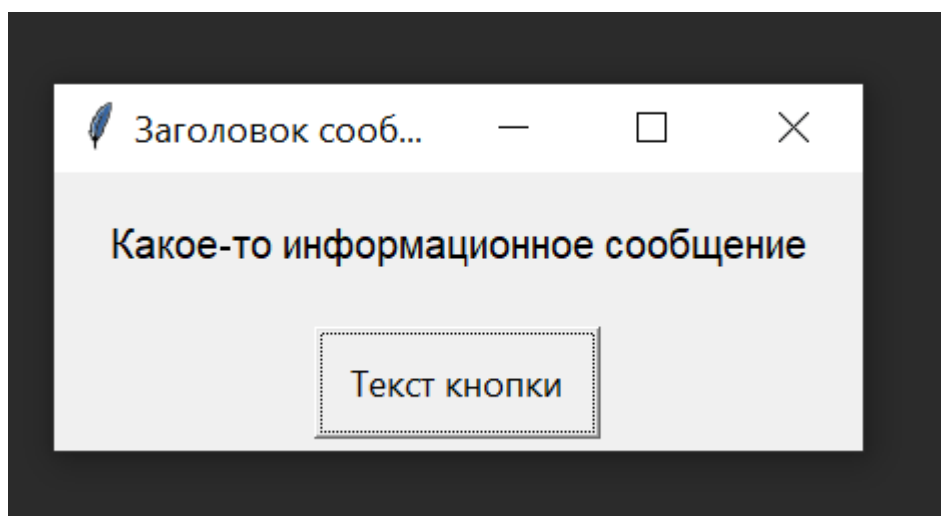 Заголовок сооб...
Какое-то информационное сообщение
Текст кнопки